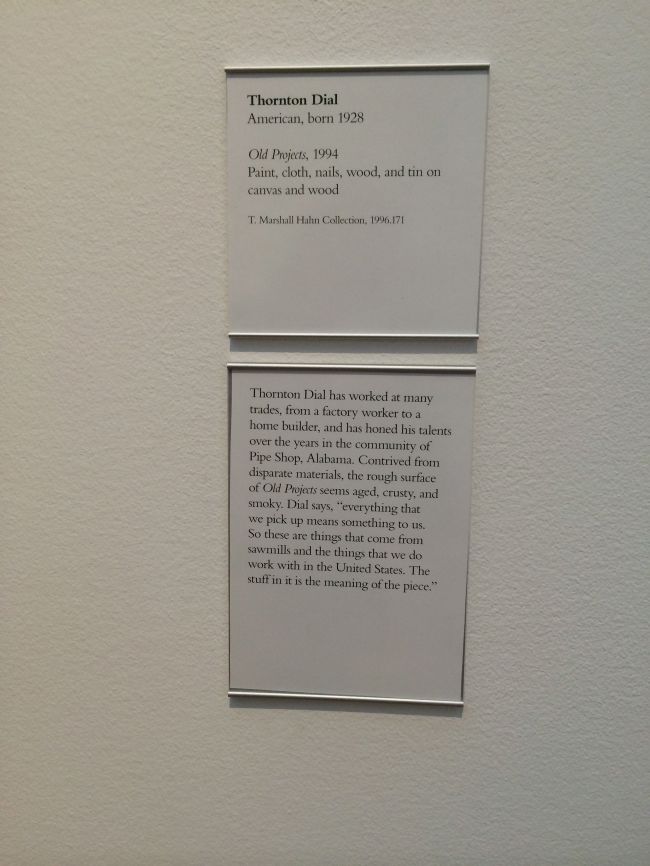 Thornton Dial
American, born 1928
Old Projects, 1994
Paint, cloth, nails, wood, and tin on
canvas and wood
T. Marshall Hahn Collection, 1996.171
Thornton Dial has worked at many
trades, from a factory worker to a
home builder, and has honed his talents
over the years in the community of
Pipe Shop, Alabama. Contrived from
disparate materials, the rough surface
of Old Projects seems aged, crusty, and
smoky. Dial says, “everything that
we pick up means something to us.
So these are things that come from
sawmills and the things that we do
work with in the United States. The
stuff in it is the meaning of the piece.”